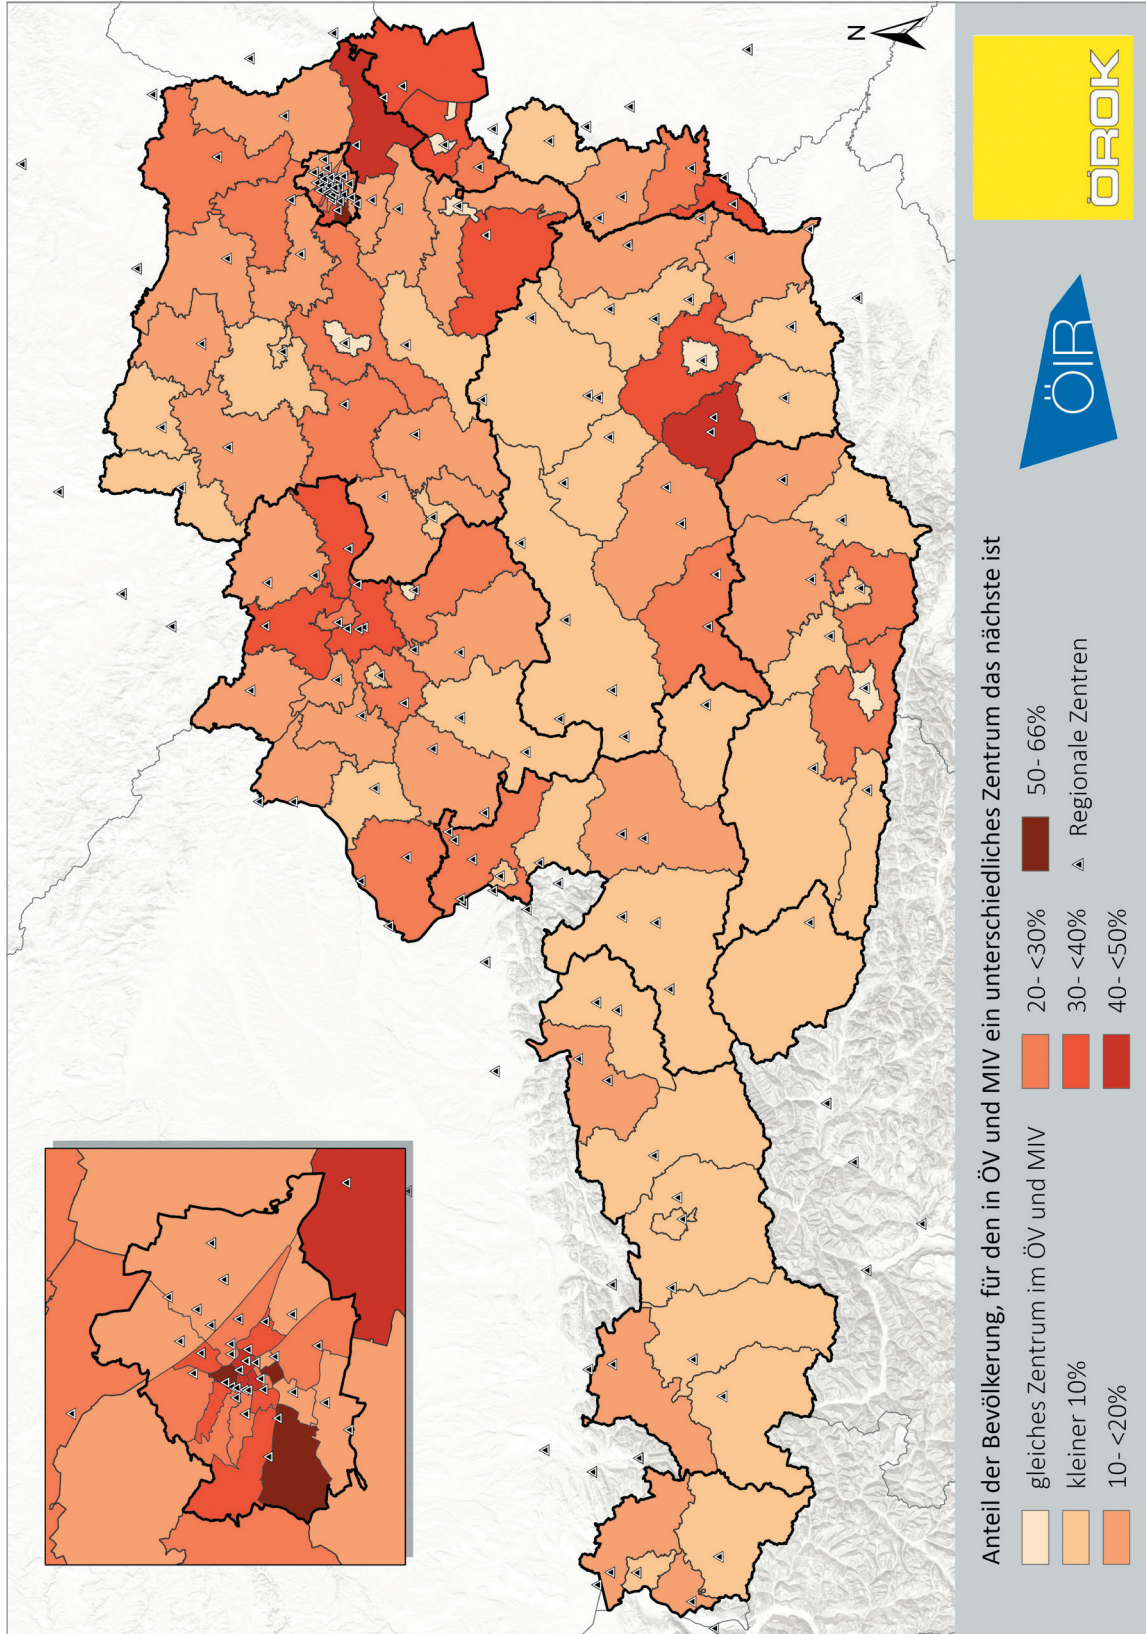 N
Anteil der Bevölkerung, für den in ÖV und MIV ein unterschiedliches Zentrum das nächste ist
gleiches Zentrum im ÖV und MIV
kleiner 10%
10- <20%
20- <30%
30- <40%
40- <50%
50- 66%
Regionale Zentren
ÖIR
ÖROK